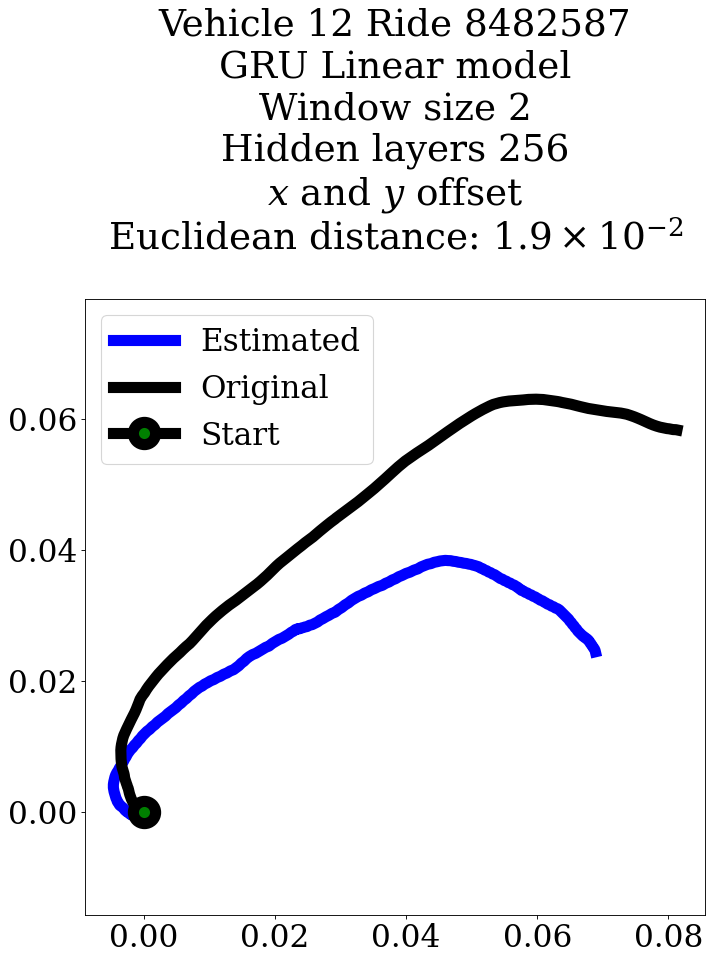 Vehicle 12 Ride 8482587
GRU Linear model
Window size 2
Hidden layers 256
x and y offset
Euclidean distance: 1.9 × 10⁻²
Estimated
Original
Start
0.06
0.04
0.02
0.00
0.00 0.02 0.04 0.06 0.08